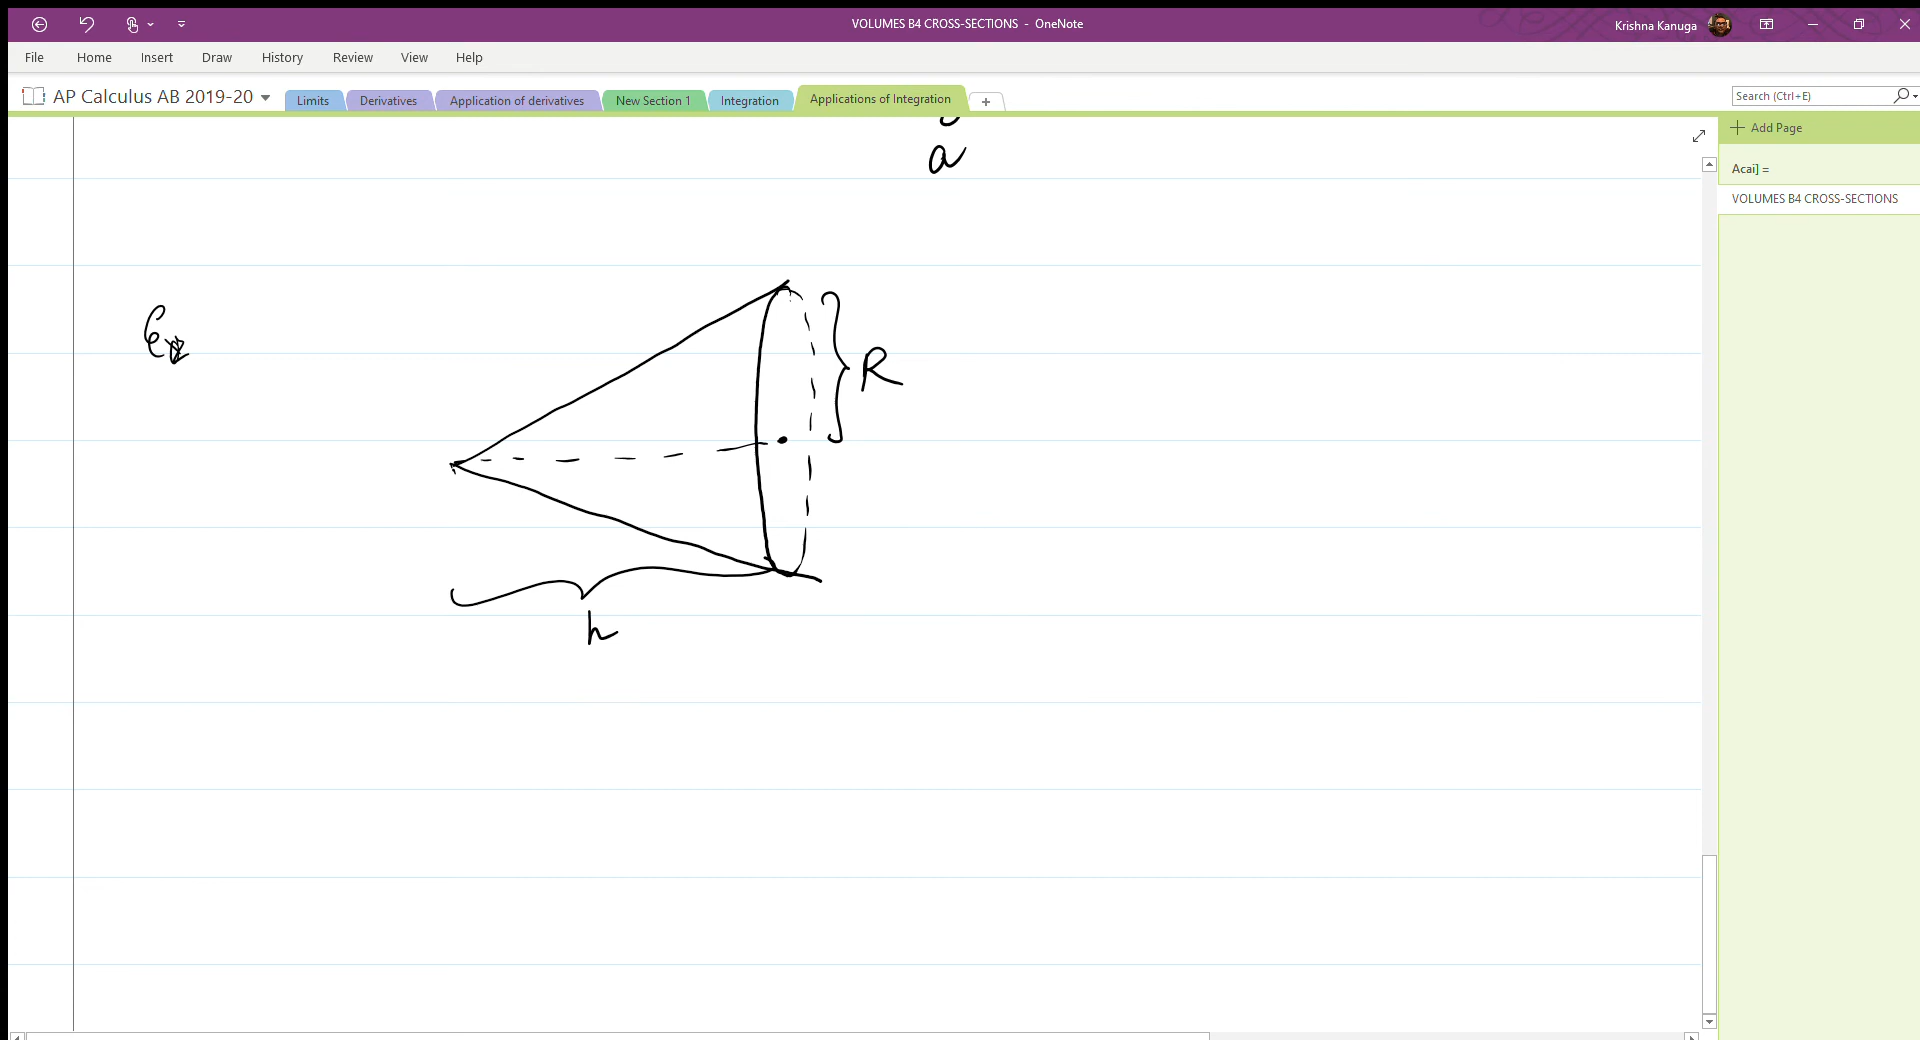 VOLUMES B4 CROSS-SECTIONS - OneNote
Krishna Kanuga
File Home Insert Draw History Review View Help
AP Calculus AB 2019-20
Limits Derivatives Application of derivatives New Section 1 Integration Applications of Integration +
Search (Ctrl+E)
Add Page
a
Acai] =
VOLUMES B4 CROSS-SECTIONS
R
h